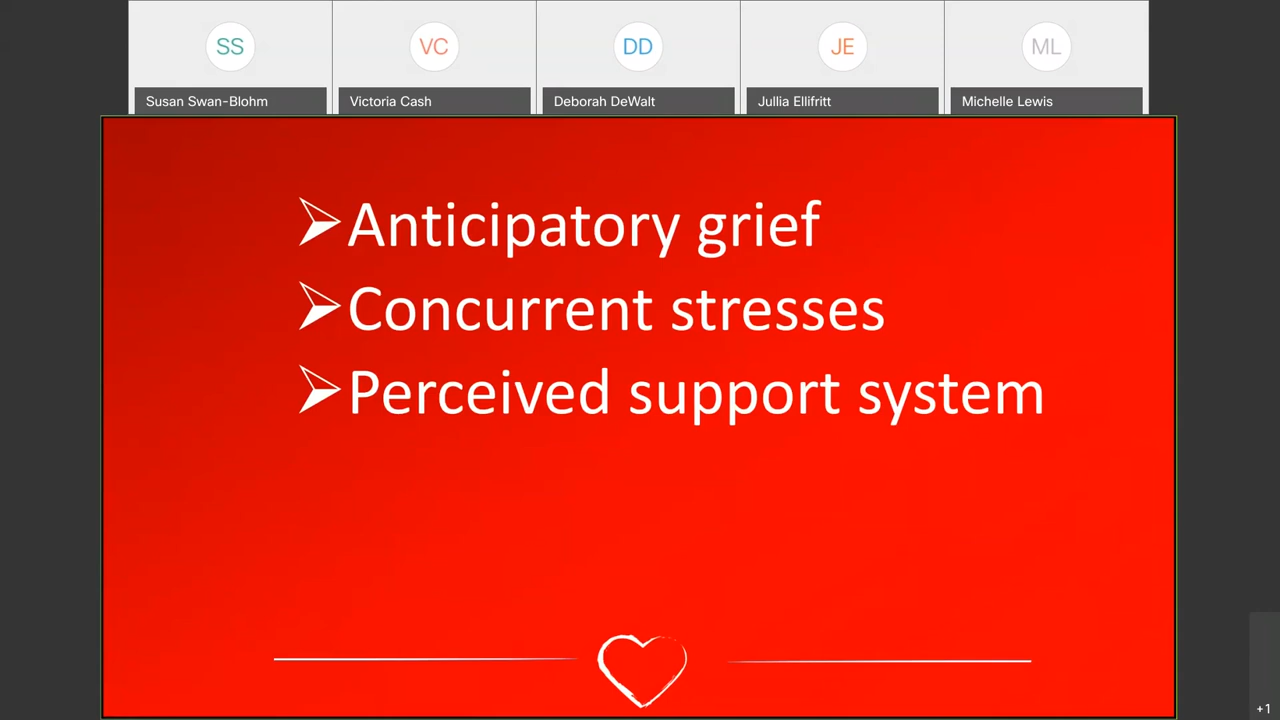 SS
VC
DD
JE
ML
Susan Swan-Blohm
Victoria Cash
Deborah DeWalt
Jullia Ellifritt
Michelle Lewis
Anticipatory grief
Concurrent stresses
Perceived support system
+1